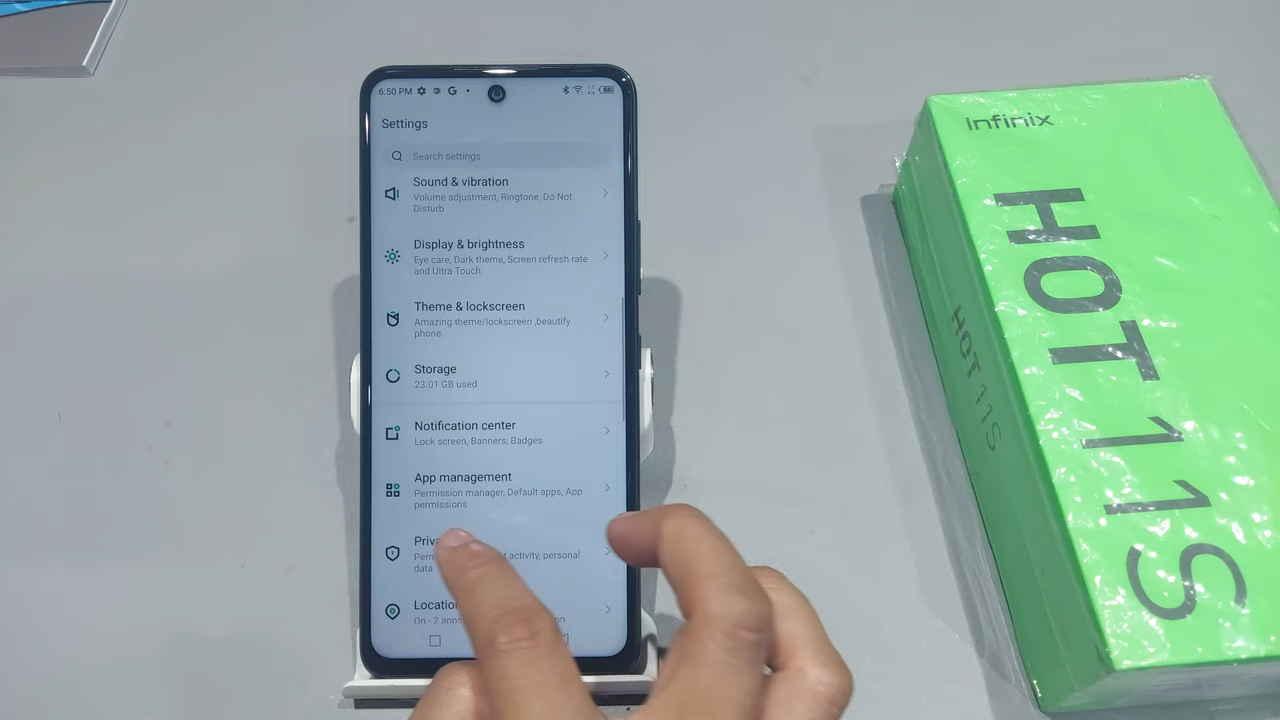 6:50 PM
Settings
Search settings
Sound & vibration
Volume adjustment, Ringtone, Do Not
Disturb
Display & brightness
Eye care, Dark theme, Screen refresh rate
and Ultra Touch
Theme & lockscreen
Amazing theme/lockscreen ,beautify
phone.
Storage
23.01 GB used
Notification center
Lock screen, Banners, Badges
App management
Permission manager, Default apps, App
permissions
activity, personal
data
On - 2 apps
Infinix
HOT 11S
HOT 11S